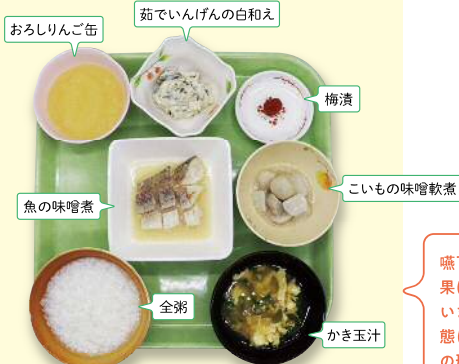 茹でいんげんの白和え
おろしりんご缶
梅漬
こいもの味噌軟煮
魚の味噌煮
全粥
かき玉汁
嚥
果
い
態
の